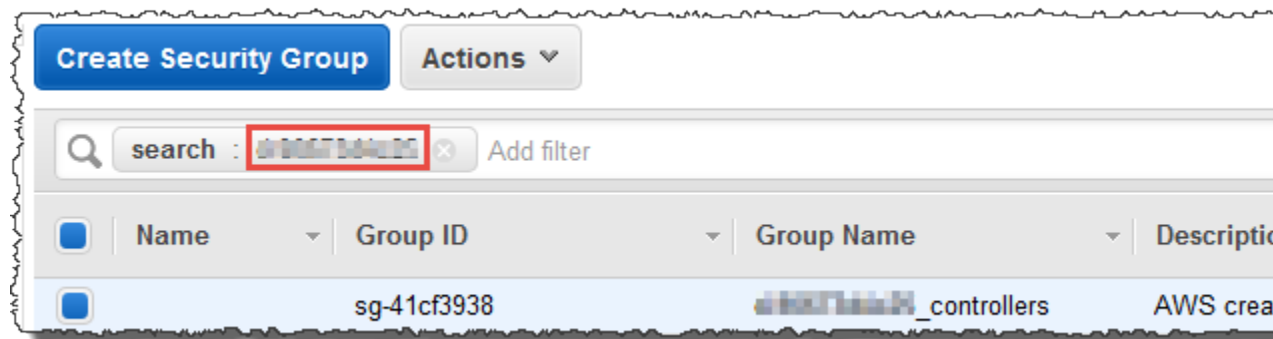 Create Security Group Actions
search : Add filter
Name Group ID Group Name Descriptio
sg-41cf3938 _controllers AWS crea